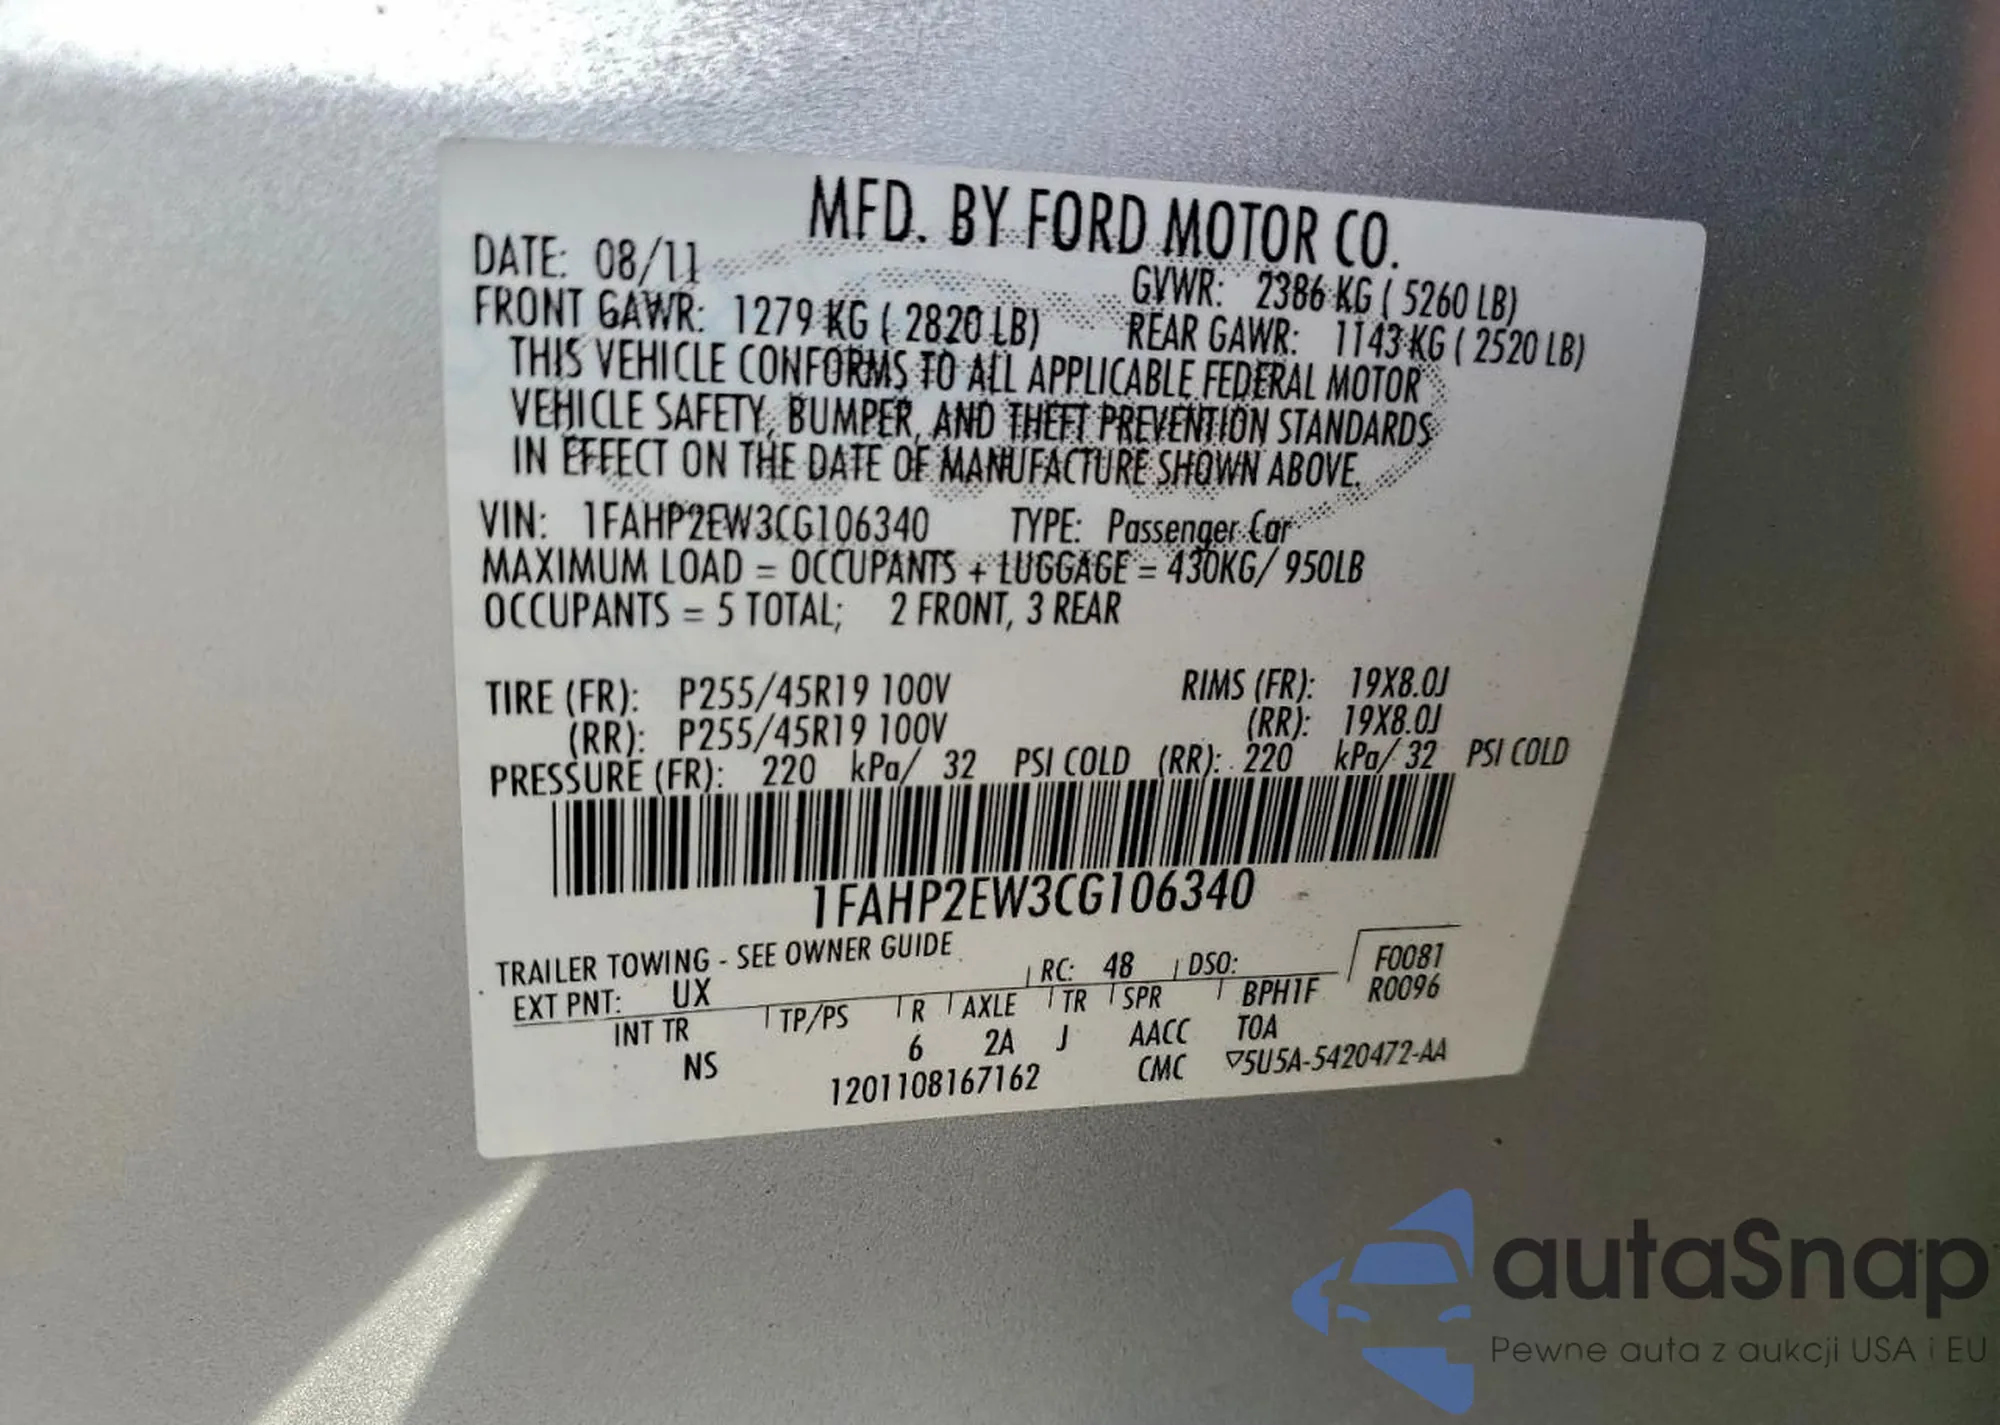 MFD. BY FORD MOTOR CO.
DATE: 08/11 GVWR: 2386 KG ( 5260 LB)
FRONT GAWR: 1279 KG ( 2820 LB) REAR GAWR: 1143 KG ( 2520 LB)
THIS VEHICLE CONFORMS TO ALL APPLICABLE FEDERAL MOTOR
VEHICLE SAFETY, BUMPER, AND THEFT PREVENTION STANDARDS
IN EFFECT ON THE DATE OF MANUFACTURE SHOWN ABOVE.
VIN: 1FAHP2EW3CG106340 TYPE: Passenger Car
MAXIMUM LOAD = OCCUPANTS + LUGGAGE = 430KG/ 950LB
OCCUPANTS = 5 TOTAL; 2 FRONT, 3 REAR
TIRE (FR): P255/45R19 100V RIMS (FR): 19X8.0J
(RR): P255/45R19 100V (RR): 19X8.0J
PRESSURE (FR): 220 kPa/ 32 PSI COLD (RR): 220 kPa/ 32 PSI COLD
1FAHP2EW3CG106340
TRAILER TOWING - SEE OWNER GUIDE
EXT PNT: UX RC: 48 DSO: F0081
INT TR TP/PS R AXLE TR SPR BPH1F R0096
NS 6 2A J AACC TOA
1201108167162 CMC ▽5U5A-5420472-AA
autaSnap
Pewne auta z aukcji USA i EU